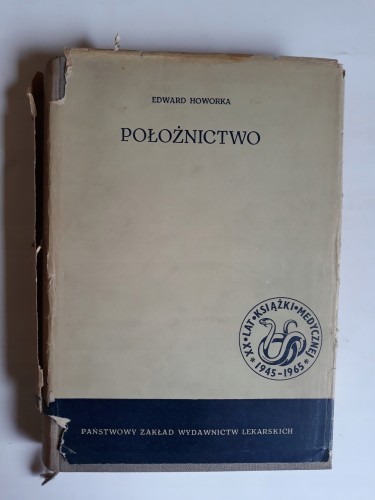 EDWARD HOWORKA
POŁOŻNICTWO
XX•LAT•KSIĄŻKI•MEDYCZNEJ
*1945-1965*
PAŃSTWOWY ZAKŁAD WYDAWNICTW LEKARSKICH